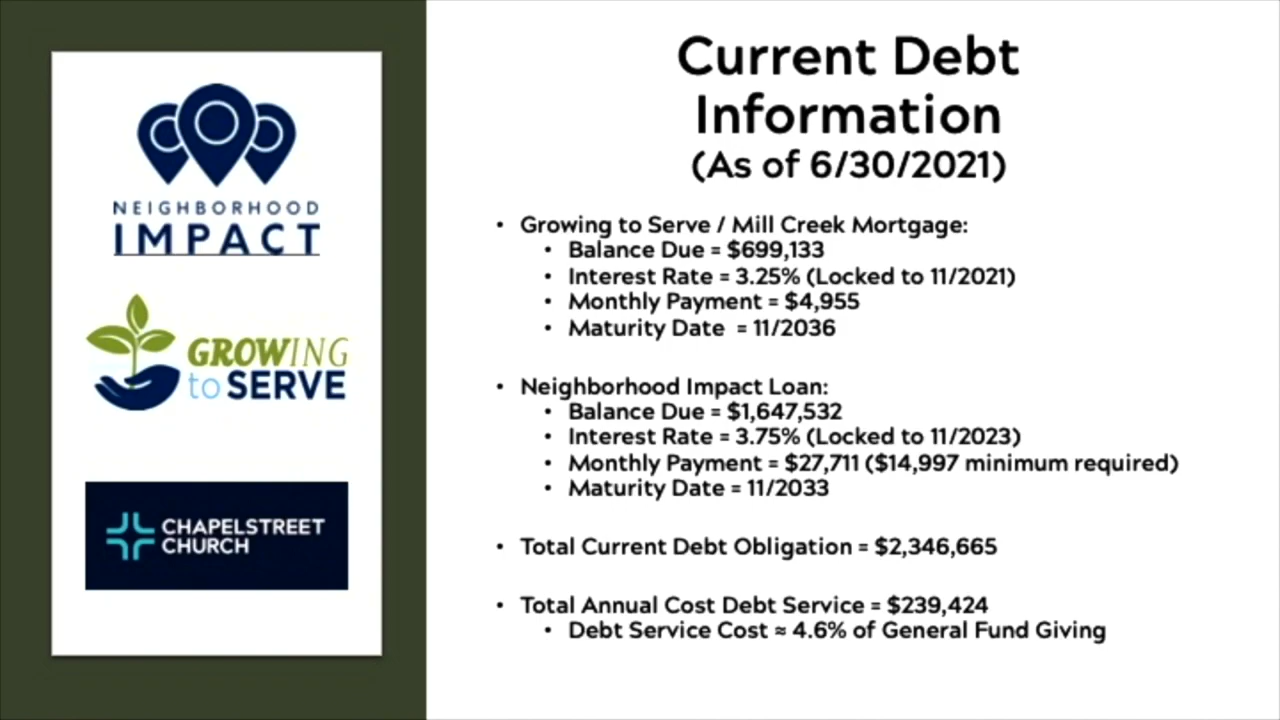 NEIGHBORHOOD
IMPACT
GROWING
to SERVE
CHAPELSTREET
CHURCH
Current Debt
Information
(As of 6/30/2021)
• Growing to Serve / Mill Creek Mortgage:
• Balance Due = $699,133
• Interest Rate = 3.25% (Locked to 11/2021)
• Monthly Payment = $4,955
• Maturity Date = 11/2036
• Neighborhood Impact Loan:
• Balance Due = $1,647,532
• Interest Rate = 3.75% (Locked to 11/2023)
• Monthly Payment = $27,711 ($14,997 minimum required)
• Maturity Date = 11/2033
• Total Current Debt Obligation = $2,346,665
• Total Annual Cost Debt Service = $239,424
• Debt Service Cost ≈ 4.6% of General Fund Giving